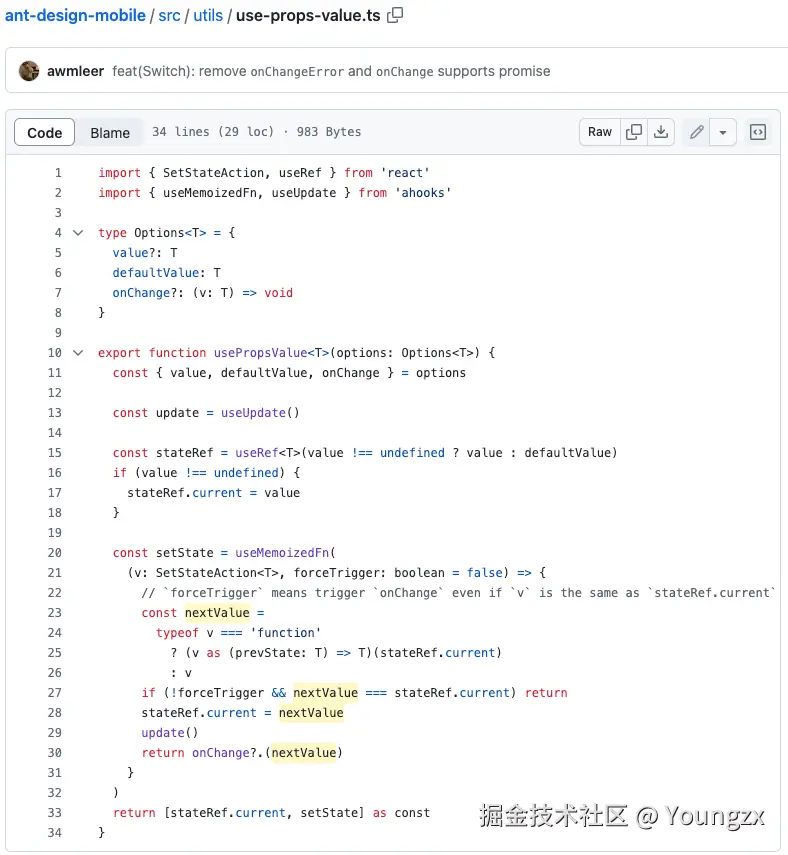 ant-design-mobile / src / utils / use-props-value.ts
awmleer feat(Switch): remove onChangeError and onChange supports promise
Code Blame 34 lines (29 loc) · 983 Bytes Raw
1 import { SetStateAction, useRef } from 'react'
2 import { useMemoizedFn, useUpdate } from 'ahooks'
3
4 type Options<T> = {
5 value?: T
6 defaultValue: T
7 onChange?: (v: T) => void
8 }
9
10 export function usePropsValue<T>(options: Options<T>) {
11 const { value, defaultValue, onChange } = options
12
13 const update = useUpdate()
14
15 const stateRef = useRef<T>(value !== undefined ? value : defaultValue)
16 if (value !== undefined) {
17 stateRef.current = value
18 }
19
20 const setState = useMemoizedFn(
21 (v: SetStateAction<T>, forceTrigger: boolean = false) => {
22 // `forceTrigger` means trigger `onChange` even if `v` is the same as `stateRef.current`
23 const nextValue =
24 typeof v === 'function'
25 ? (v as (prevState: T) => T)(stateRef.current)
26 : v
27 if (!forceTrigger && nextValue === stateRef.current) return
28 stateRef.current = nextValue
29 update()
30 return onChange?.(nextValue)
31 }
32 )
33 return [stateRef.current, setState] as const
34 }
掘金技术社区 @ Youngzx